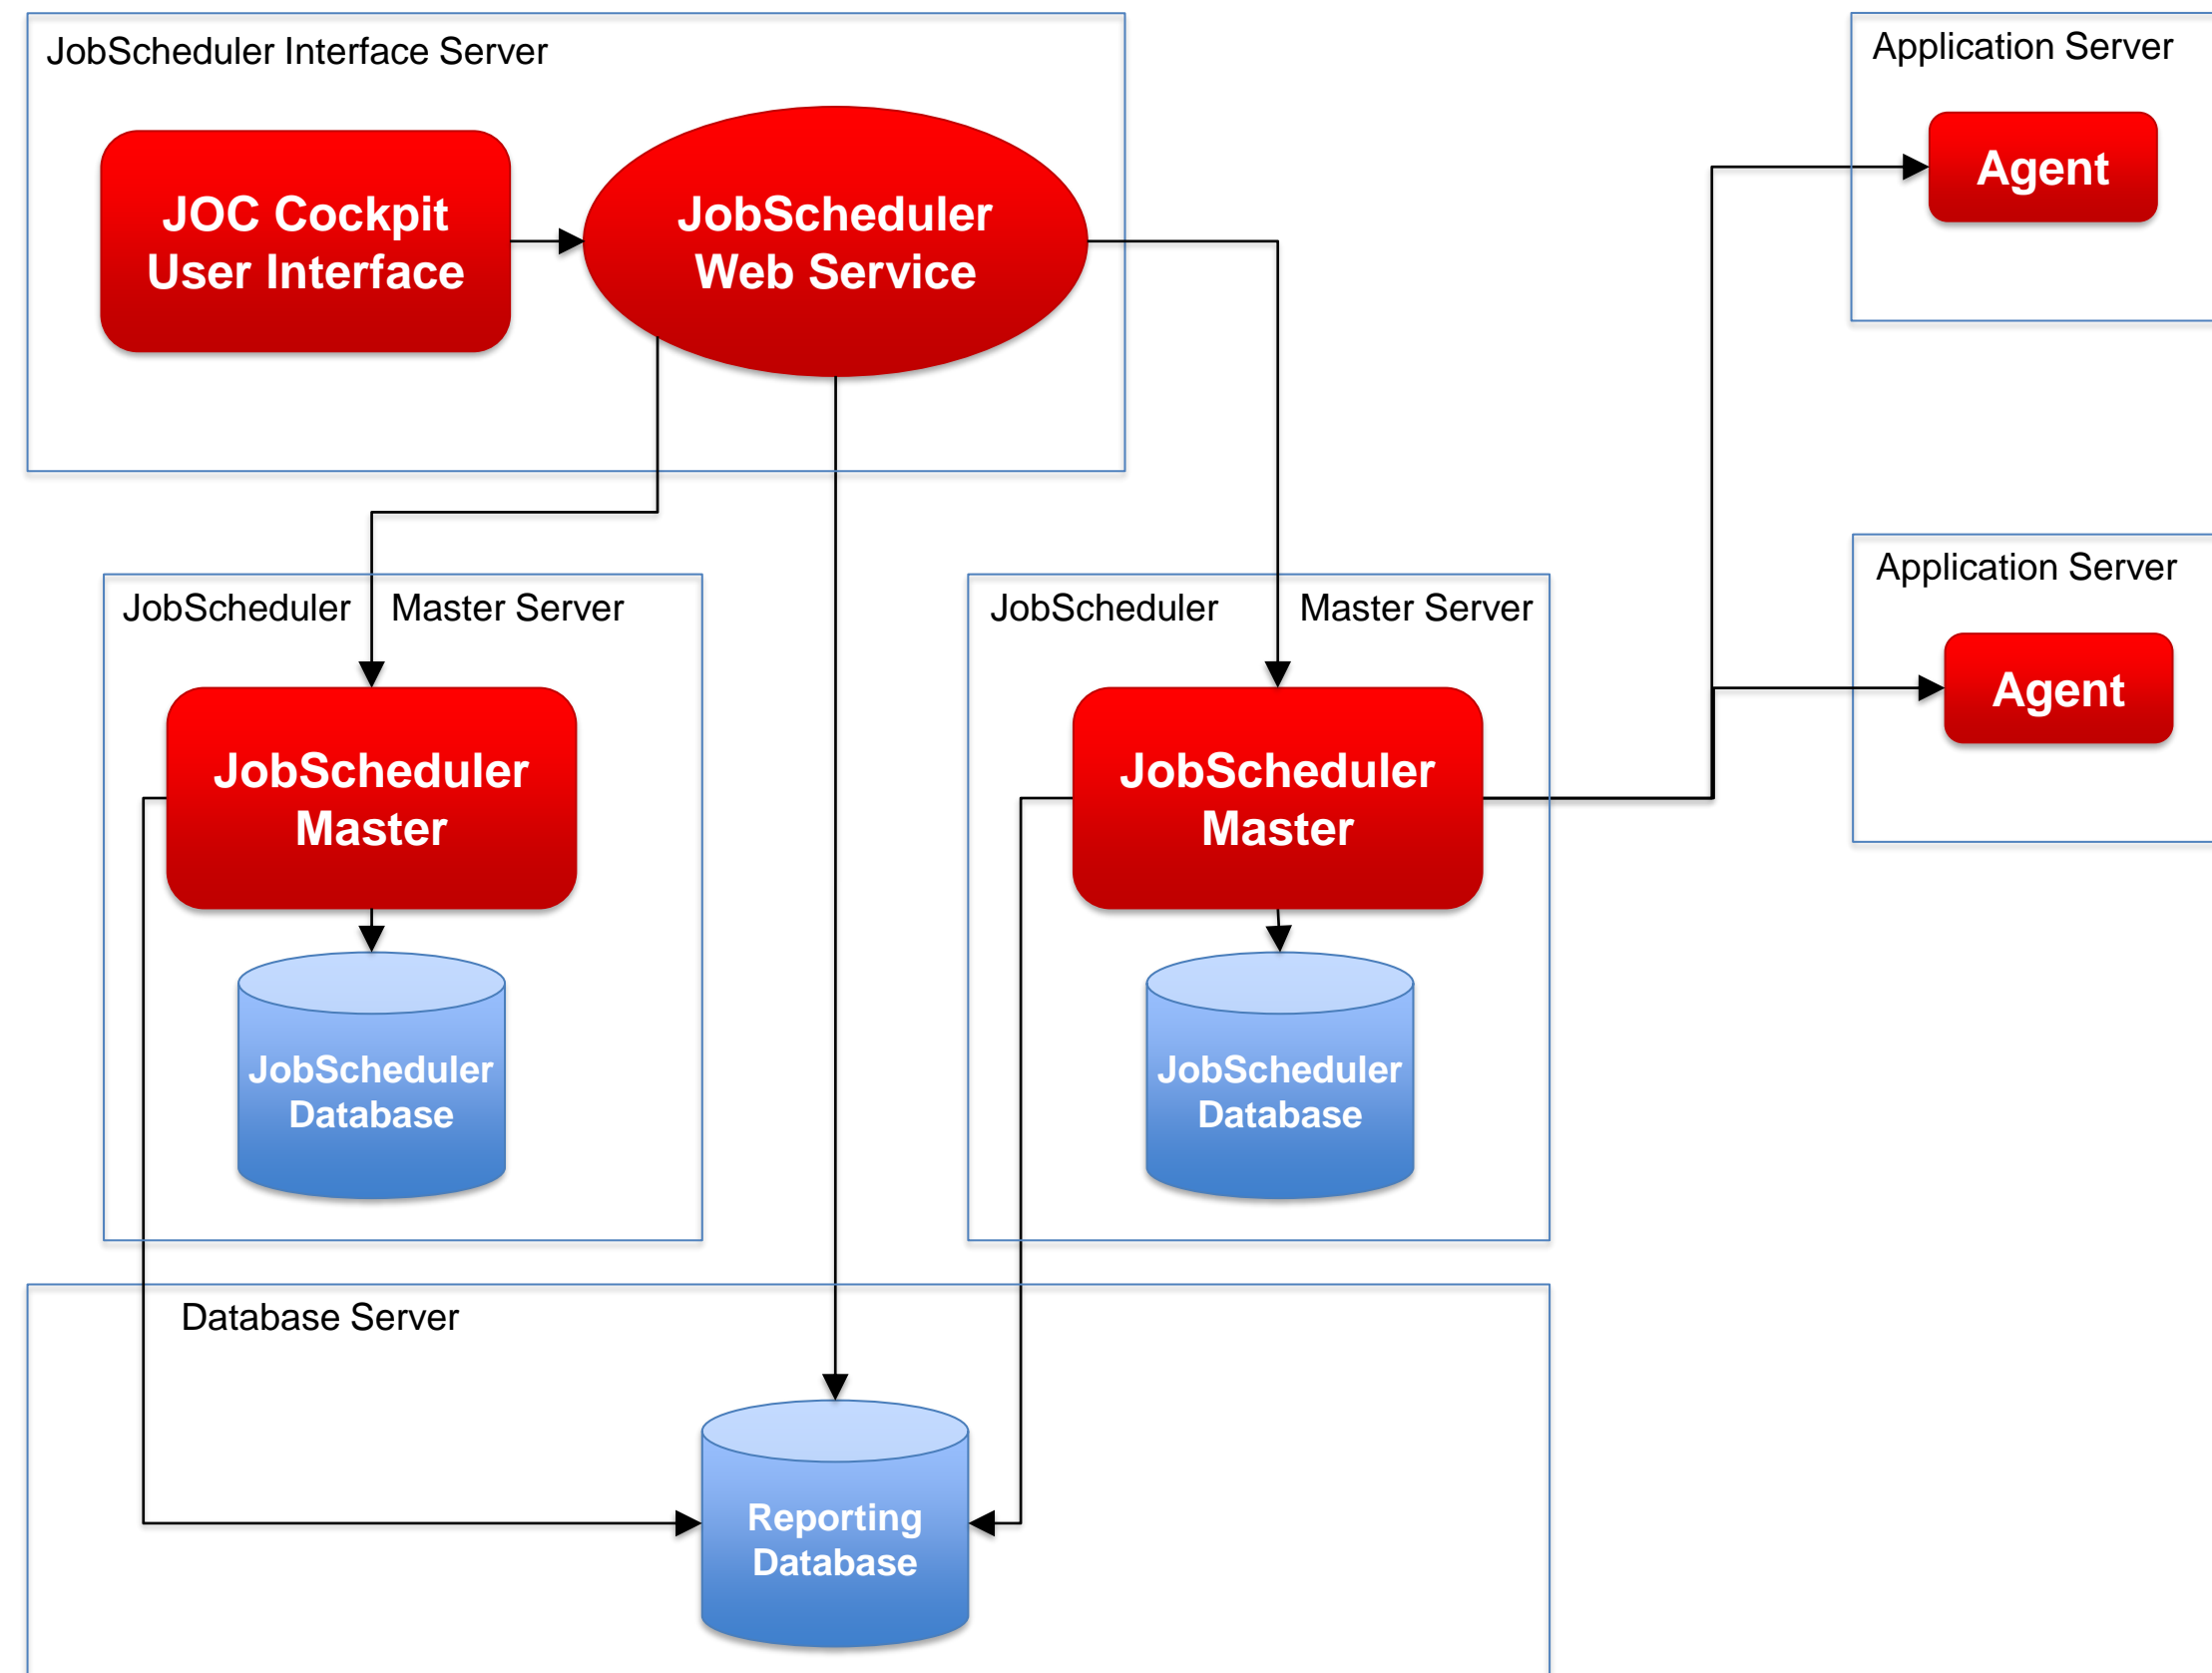 JobScheduler Interface Server
JOC Cockpit
User Interface
JobScheduler
Web Service
Application Server
Agent
Application Server
Agent
JobScheduler Master Server
JobScheduler
Master
JobScheduler
Database
JobScheduler Master Server
JobScheduler
Master
JobScheduler
Database
Database Server
Reporting
Database